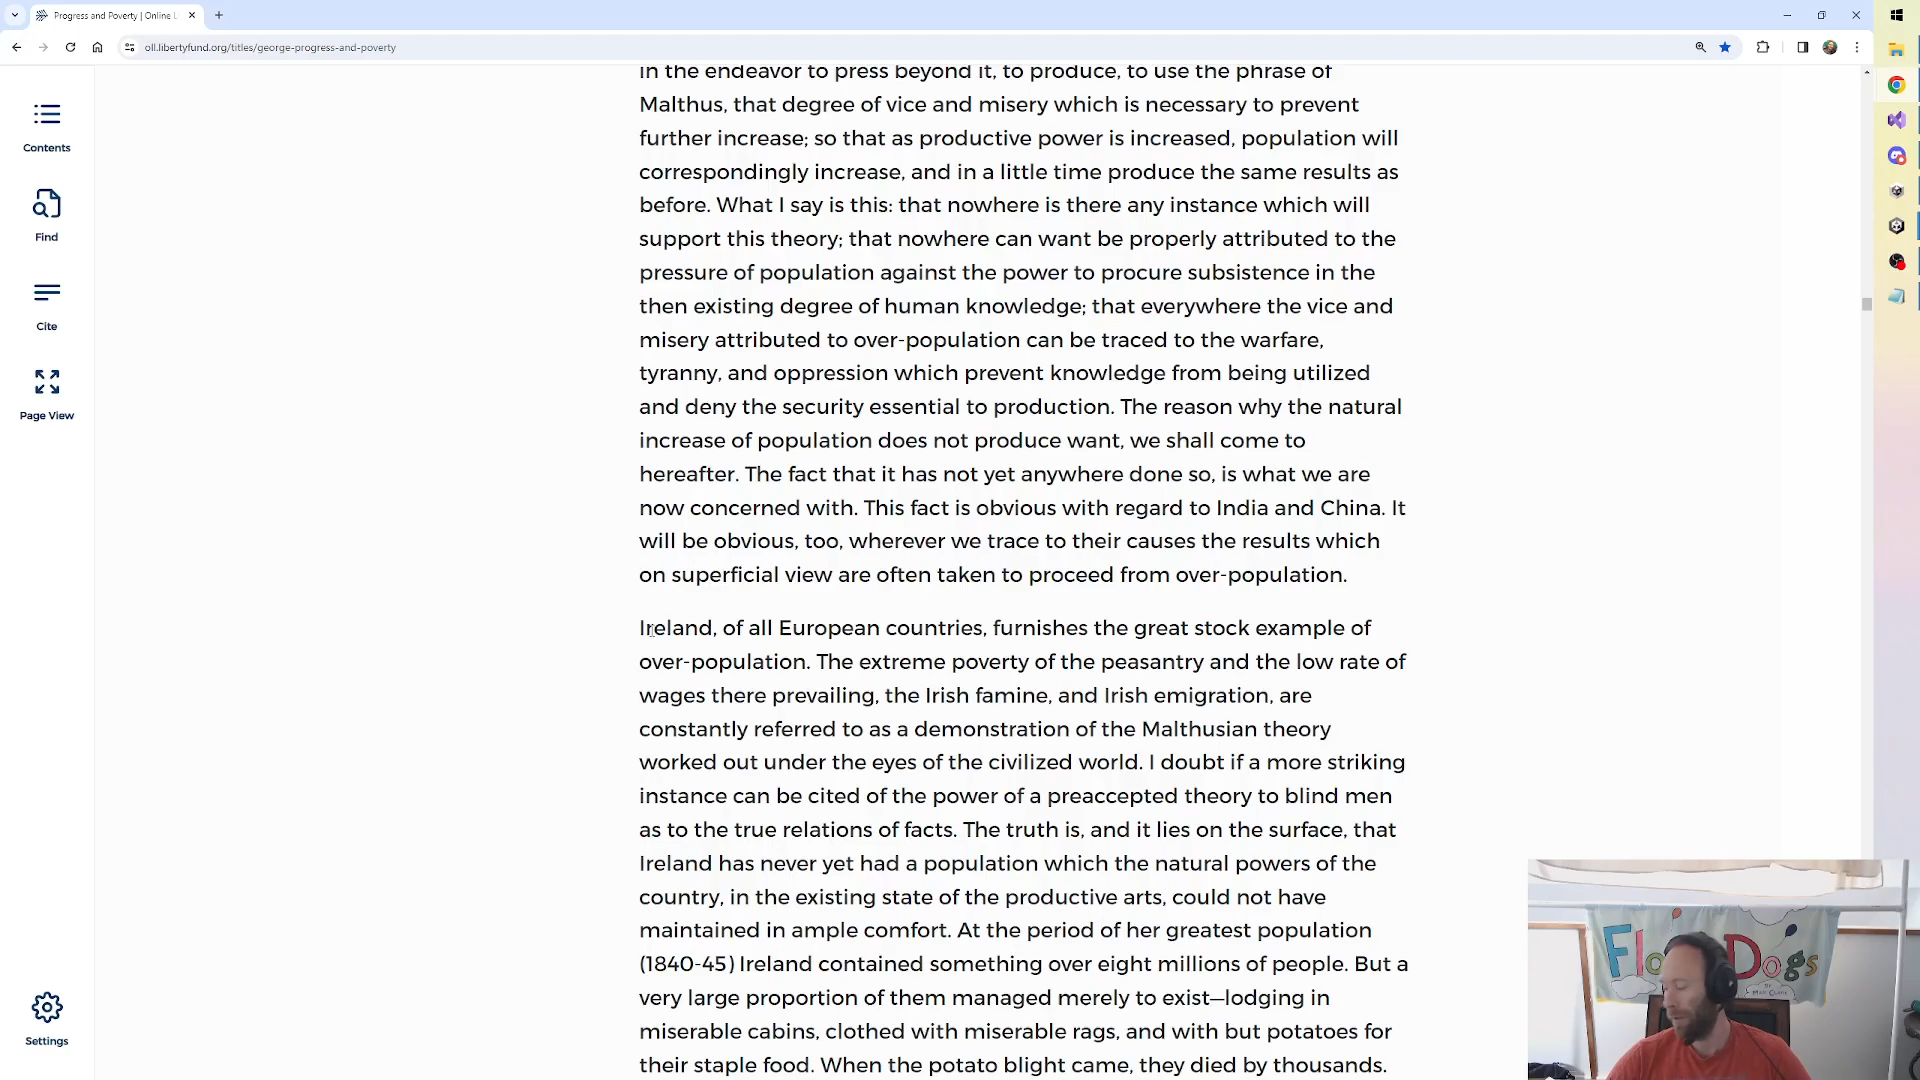 Progress and Poverty | Online L
oll.libertyfund.org/titles/george-progress-and-poverty
Contents
Find
Cite
Page View
Settings
in the endeavor to press beyond it, to produce, to use the phrase of
Malthus, that degree of vice and misery which is necessary to prevent
further increase; so that as productive power is increased, population will
correspondingly increase, and in a little time produce the same results as
before. What I say is this: that nowhere is there any instance which will
support this theory; that nowhere can want be properly attributed to the
pressure of population against the power to procure subsistence in the
then existing degree of human knowledge; that everywhere the vice and
misery attributed to over-population can be traced to the warfare,
tyranny, and oppression which prevent knowledge from being utilized
and deny the security essential to production. The reason why the natural
increase of population does not produce want, we shall come to
hereafter. The fact that it has not yet anywhere done so, is what we are
now concerned with. This fact is obvious with regard to India and China. It
will be obvious, too, wherever we trace to their causes the results which
on superficial view are often taken to proceed from over-population.
Ireland, of all European countries, furnishes the great stock example of
over-population. The extreme poverty of the peasantry and the low rate of
wages there prevailing, the Irish famine, and Irish emigration, are
constantly referred to as a demonstration of the Malthusian theory
worked out under the eyes of the civilized world. I doubt if a more striking
instance can be cited of the power of a preaccepted theory to blind men
as to the true relations of facts. The truth is, and it lies on the surface, that
Ireland has never yet had a population which the natural powers of the
country, in the existing state of the productive arts, could not have
maintained in ample comfort. At the period of her greatest population
(1840-45) Ireland contained something over eight millions of people. But a
very large proportion of them managed merely to exist—lodging in
miserable cabins, clothed with miserable rags, and with but potatoes for
their staple food. When the potato blight came, they died by thousands.
Dogs